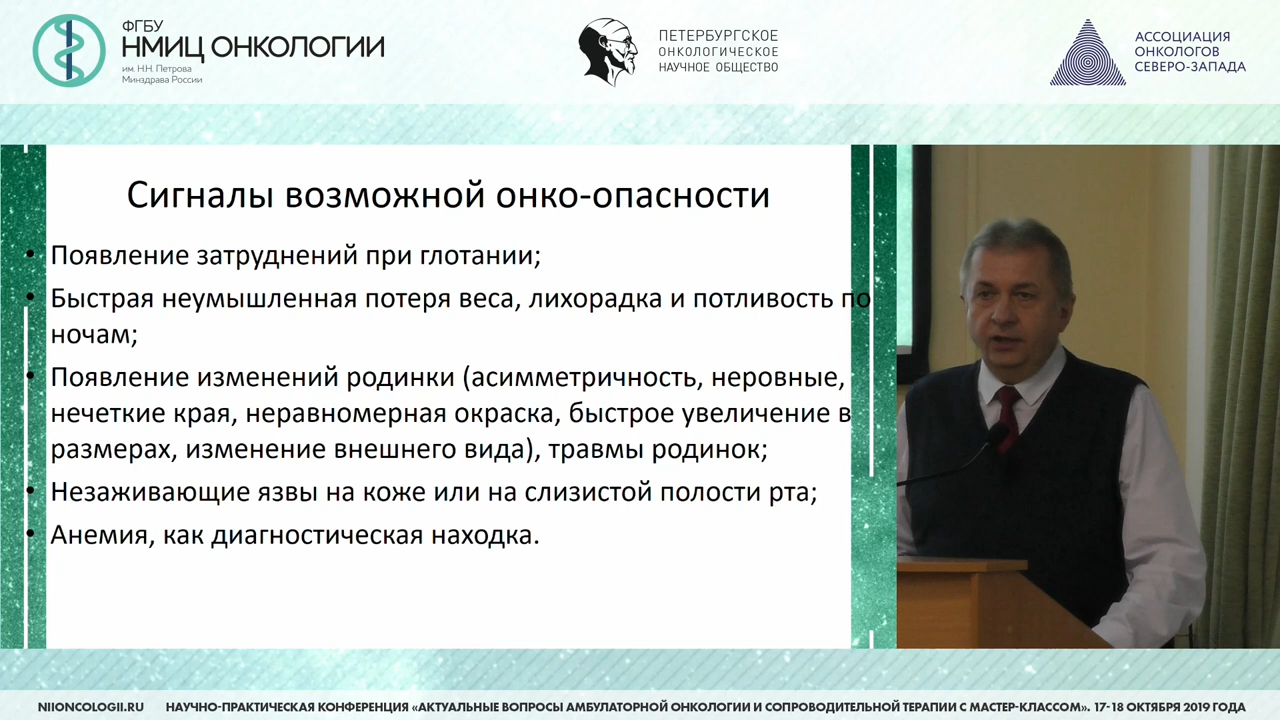 ФГБУ
НМИЦ ОНКОЛОГИИ
им. Н.Н. Петрова
Минздрава России
ПЕТЕРБУРГСКОЕ
ОНКОЛОГИЧЕСКОЕ
НАУЧНОЕ ОБЩЕСТВО
АССОЦИАЦИЯ
ОНКОЛОГОВ
СЕВЕРО-ЗАПАДА
Сигналы возможной онко-опасности
• Появление затруднений при глотании;
• Быстрая неумышленная потеря веса, лихорадка и потливость по
ночам;
• Появление изменений родинки (асимметричность, неровные,
нечеткие края, неравномерная окраска, быстрое увеличение в
размерах, изменение внешнего вида), травмы родинок;
• Незаживающие язвы на коже или на слизистой полости рта;
• Анемия, как диагностическая находка.
NIIONCOLOGII.RU НАУЧНО-ПРАКТИЧЕСКАЯ КОНФЕРЕНЦИЯ «АКТУАЛЬНЫЕ ВОПРОСЫ АМБУЛАТОРНОЙ ОНКОЛОГИИ И СОПРОВОДИТЕЛЬНОЙ ТЕРАПИИ С МАСТЕР-КЛАССОМ». 17-18 ОКТЯБРЯ 2019 ГОДА